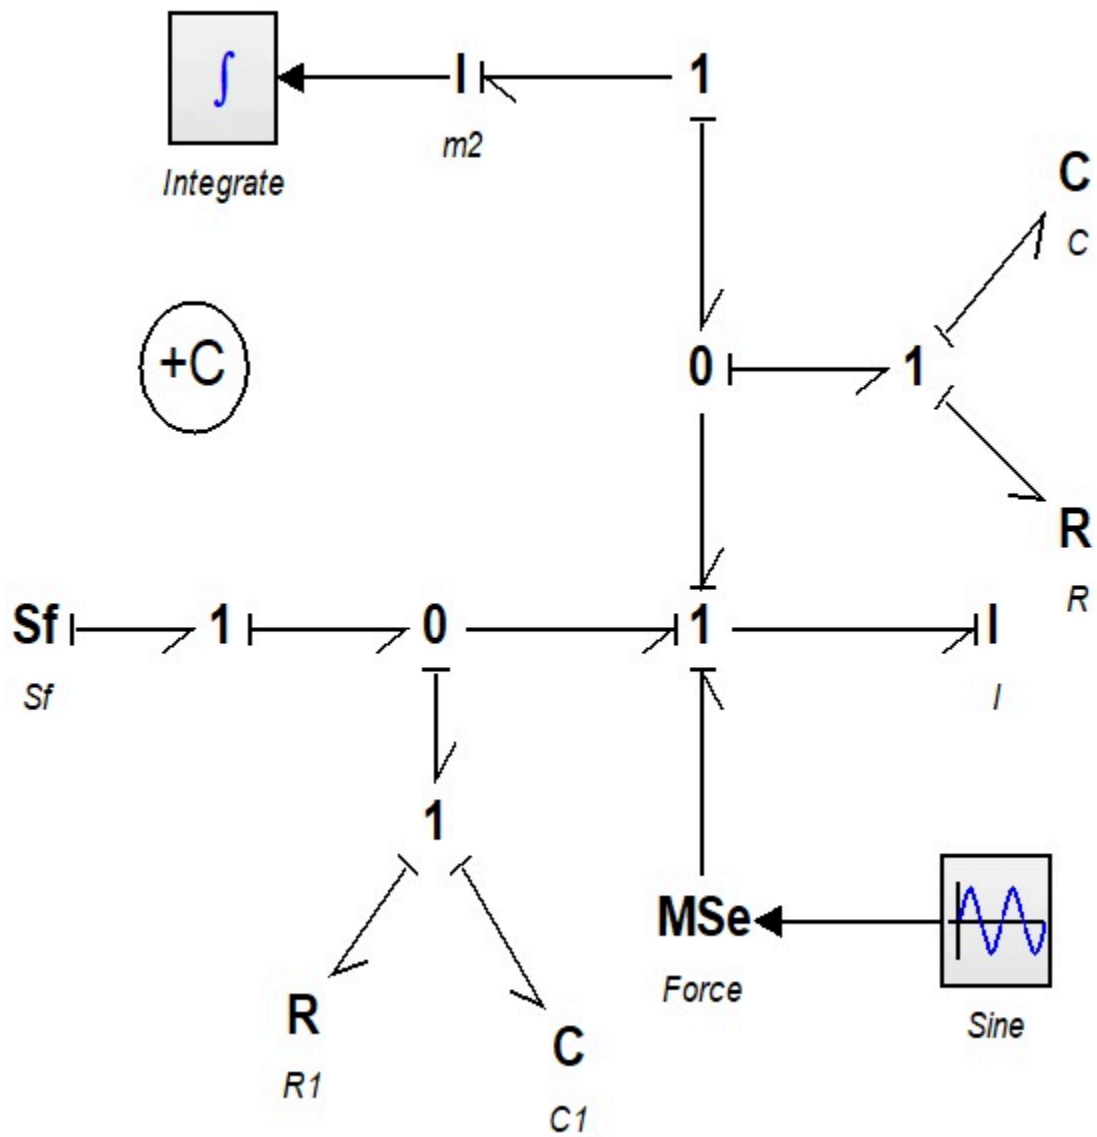 ∫ I 1
m2
Integrate
C
C
+C
0 1
R
R
Sf 1 0 1 I
Sf I
1
MSe
Force
R
R1
C
C1
Sine